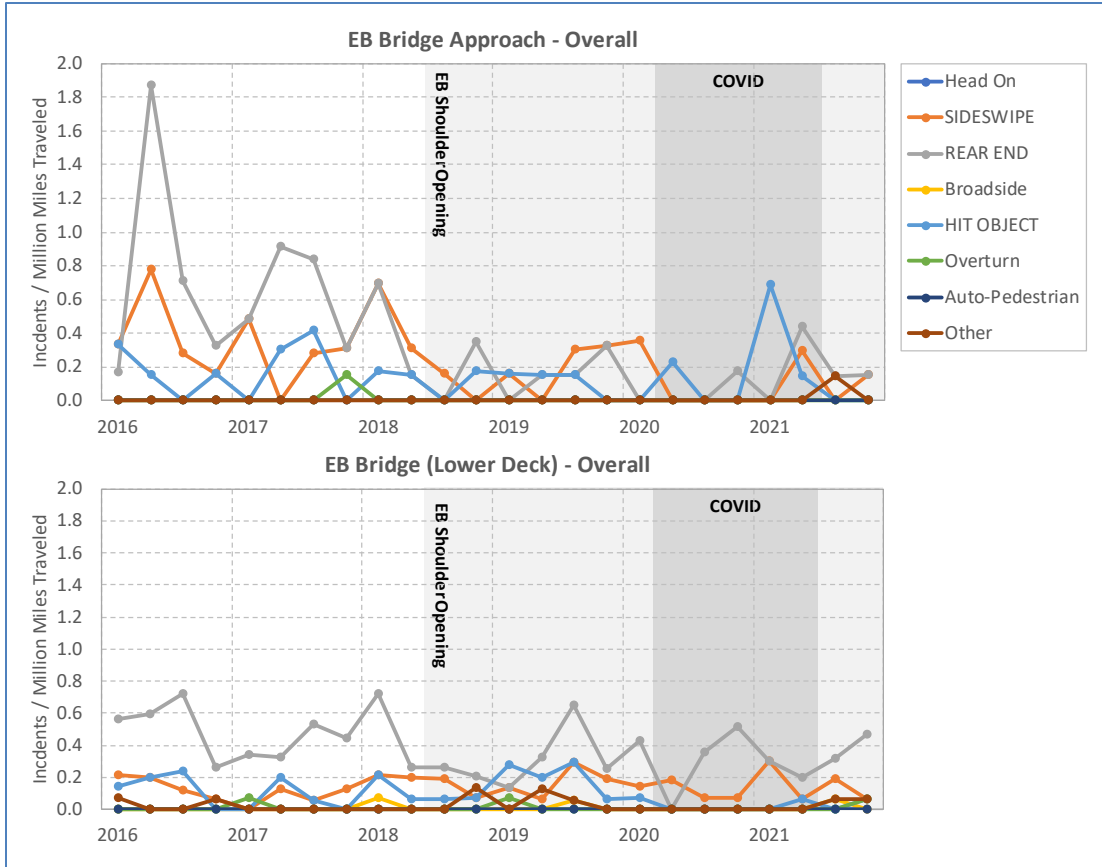 EB Bridge Approach - Overall
Incdents / Million Miles Traveled
2.0
1.8
1.6
1.4
1.2
1.0
0.8
0.6
0.4
0.2
0.0
2016
2017
2018
2019
2020
2021
EB ShoulderOpening
COVID
Head On
SIDESWIPE
REAR END
Broadside
HIT OBJECT
Overturn
Auto-Pedestrian
Other
EB Bridge (Lower Deck) - Overall
Incdents / Million Miles Traveled
2.0
1.8
1.6
1.4
1.2
1.0
0.8
0.6
0.4
0.2
0.0
2016
2017
2018
2019
2020
2021
EB ShoulderOpening
COVID